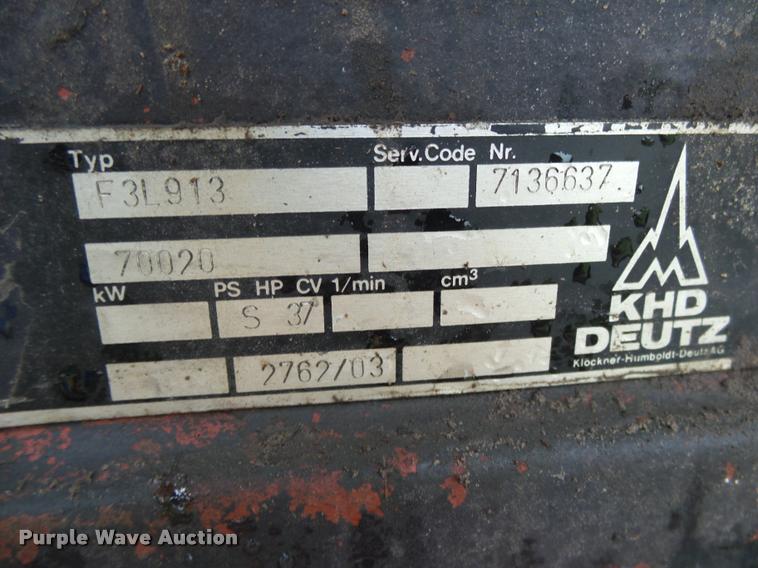 Typ Serv.Code Nr.
F3L913 7136637
70020
kW PS HP CV 1/min cm³
S 37
2762/03
KHD
DEUTZ
Klöckner-Humboldt-Deutz AG
Purple Wave Auction